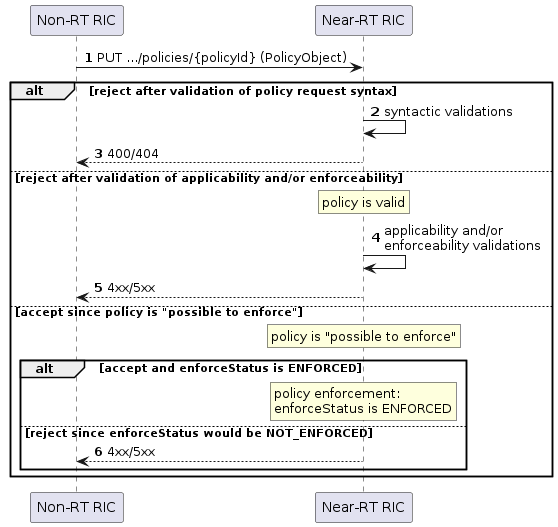 Non-RT RIC
Near-RT RIC
1 PUT .../policies/{policyId} (PolicyObject)
alt
[reject after validation of policy request syntax]
2 syntactic validations
3 400/404
[reject after validation of applicability and/or enforceability]
policy is valid
4 applicability and/or
enforceability validations
5 4xx/5xx
[accept since policy is "possible to enforce"]
policy is "possible to enforce"
alt
[accept and enforceStatus is ENFORCED]
policy enforcement:
enforceStatus is ENFORCED
[reject since enforceStatus would be NOT_ENFORCED]
6 4xx/5xx
Non-RT RIC
Near-RT RIC